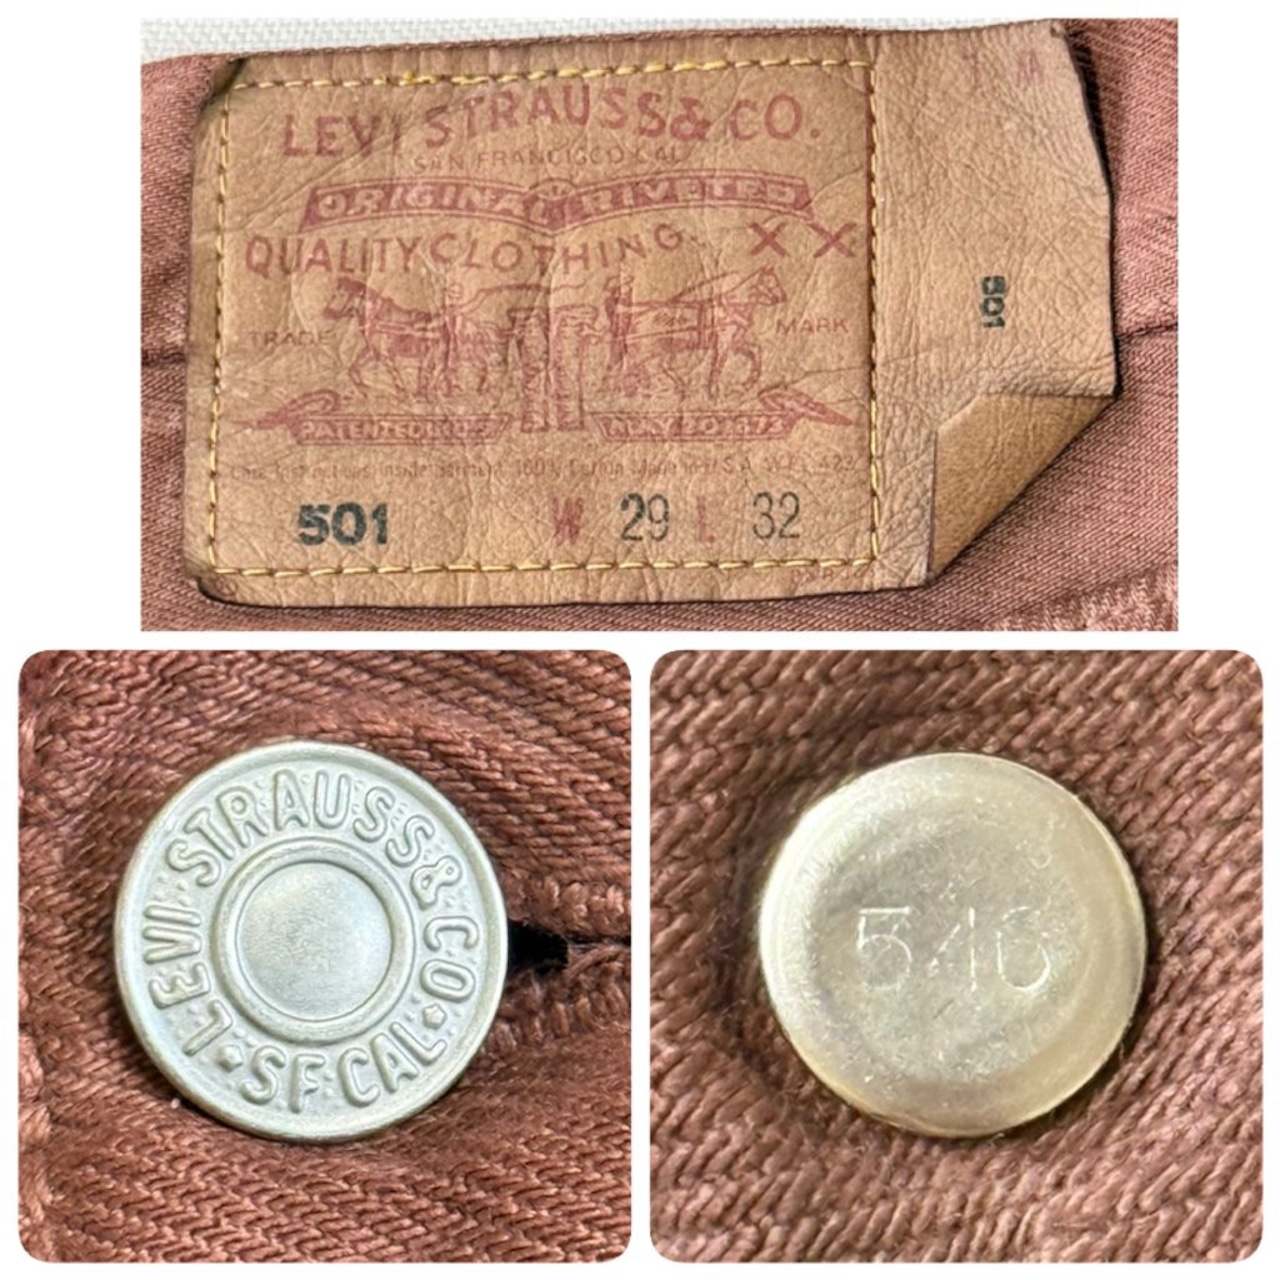 LEVI STRAUSS & CO.
SAN FRANCISCO CAL
ORIGINAL RIVETED
QUALITY CLOTHING. XX
TRADE MARK
PATENTED IN U.S. MAY 20 1873
501 W 29 L 32
501
LEVI STRAUSS & CO · SF CAL
546